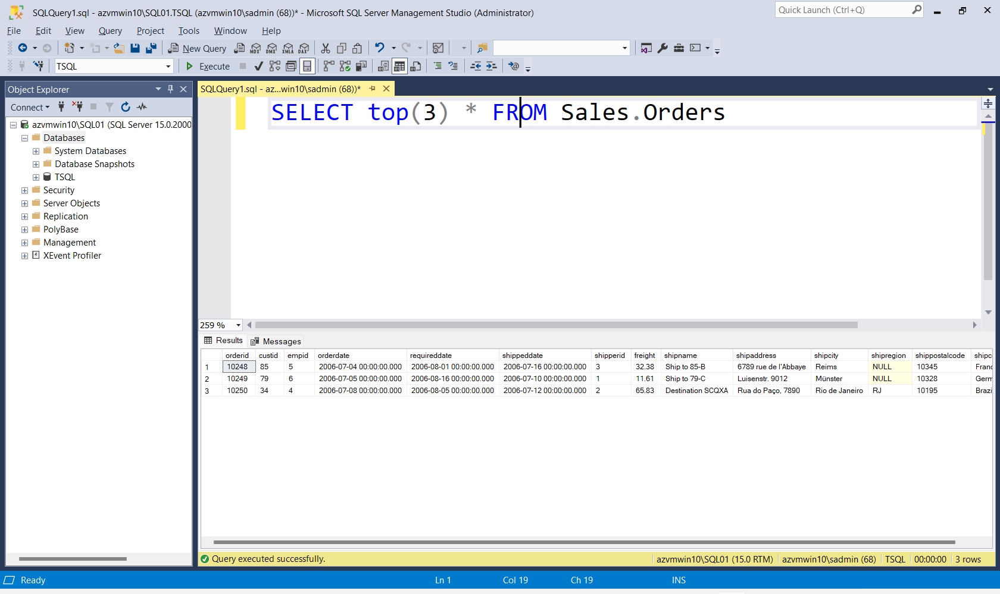 SQLQuery1.sql - azvmwin10\SQL01.TSQL (azvmwin10\sadmin (68))* - Microsoft SQL Server Management Studio (Administrator)
Quick Launch (Ctrl+Q)
File Edit View Query Project Tools Window Help
New Query MDX DMX XMLA DAX
TSQL Execute
Object Explorer
SQLQuery1.sql - az...win10\sadmin (68))*
Connect
SELECT top(3) * FROM Sales.Orders
azvmwin10\SQL01 (SQL Server 15.0.2000
Databases
System Databases
Database Snapshots
TSQL
Security
Server Objects
Replication
PolyBase
Management
XEvent Profiler
259 %
Results Messages
orderid custid empid orderdate requireddate shippeddate shipperid freight shipname shipaddress shipcity shipregion shippostalcode shipco
1 10248 85 5 2006-07-04 00:00:00.000 2006-08-01 00:00:00.000 2006-07-16 00:00:00.000 3 32.38 Ship to 85-B 6789 rue de l'Abbaye Reims NULL 10345 Franc
2 10249 79 6 2006-07-05 00:00:00.000 2006-08-16 00:00:00.000 2006-07-10 00:00:00.000 1 11.61 Ship to 79-C Luisenstr. 9012 Münster NULL 10328 Germ
3 10250 34 4 2006-07-08 00:00:00.000 2006-08-05 00:00:00.000 2006-07-12 00:00:00.000 2 65.83 Destination SCQXA Rua do Paço, 7890 Rio de Janeiro RJ 10195 Brazi
Query executed successfully. azvmwin10\SQL01 (15.0 RTM) azvmwin10\sadmin (68) TSQL 00:00:00 3 rows
Ready Ln 1 Col 19 Ch 19 INS